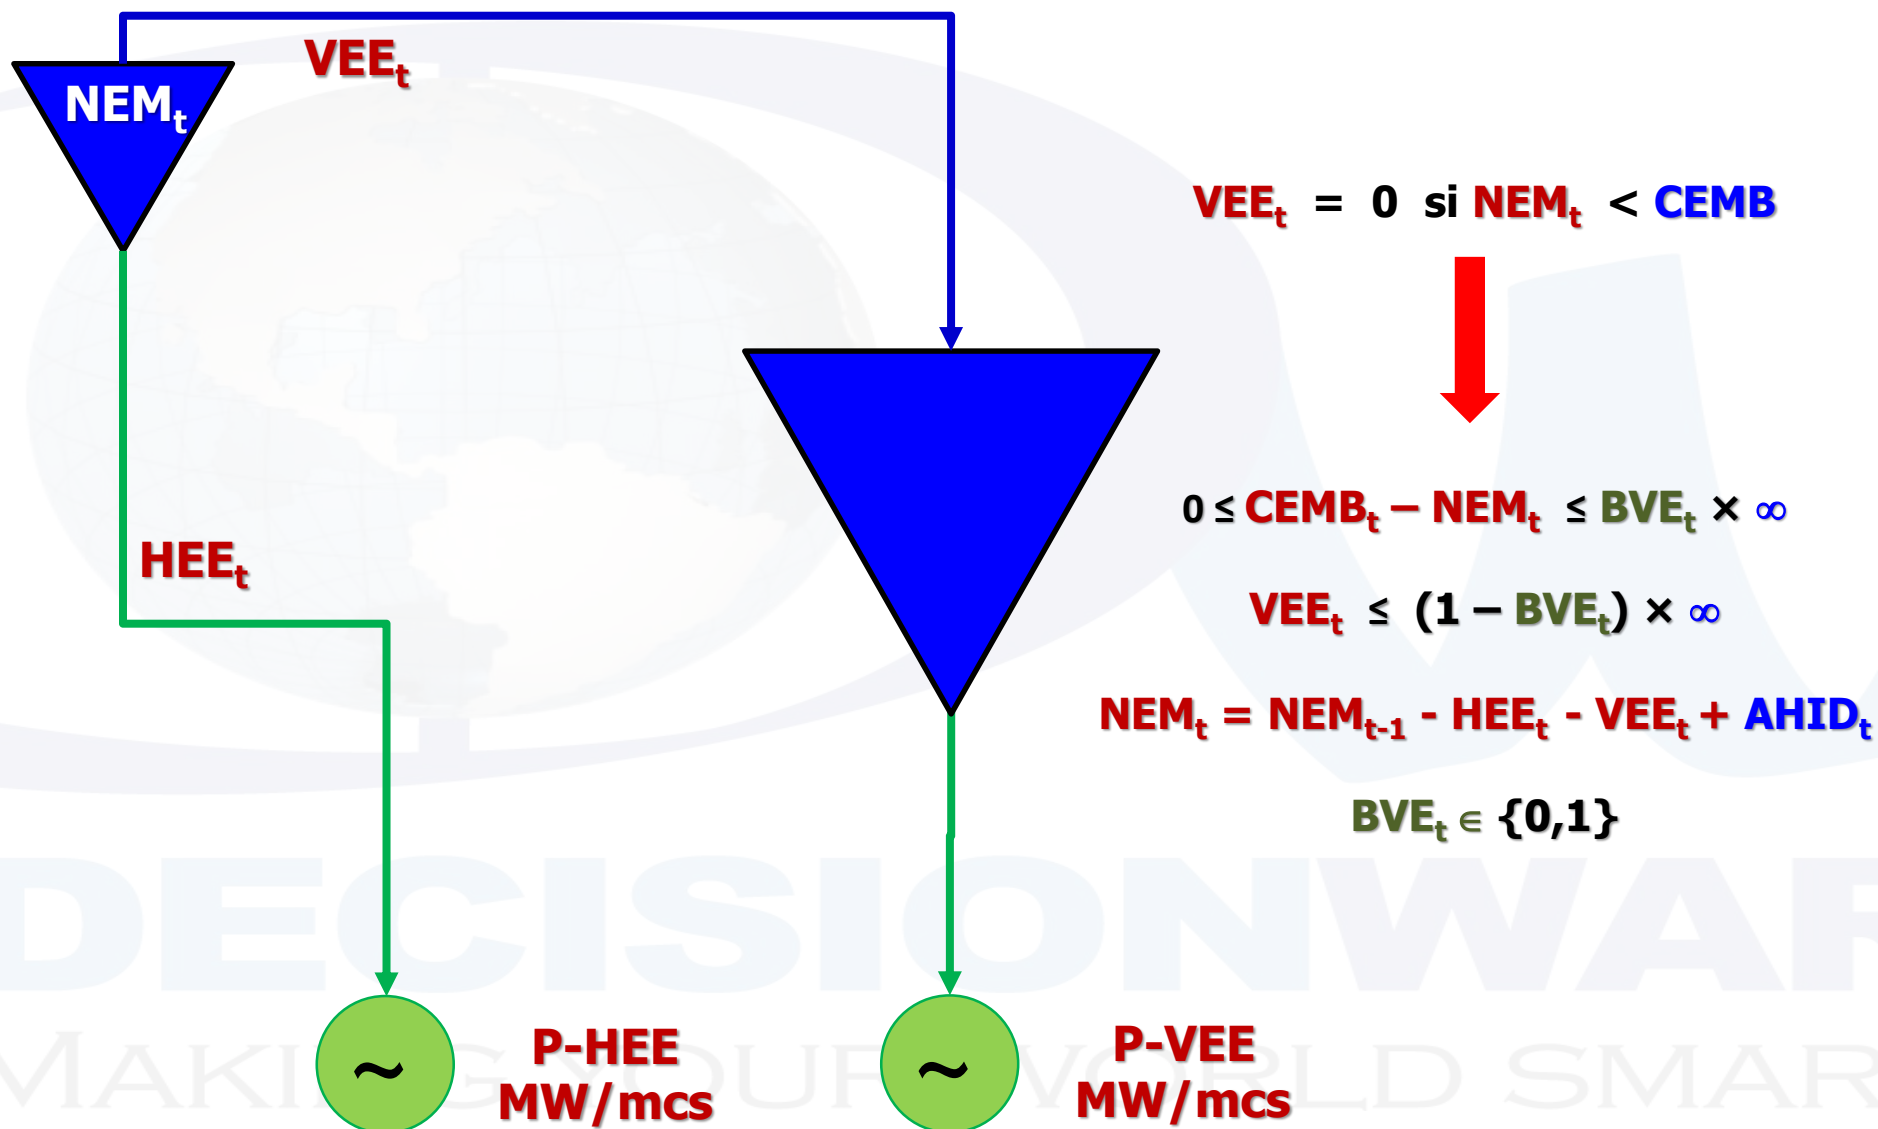 VEEt
NEMt
VEEt = 0 si NEMt < CEMB
0 ≤ CEMBt – NEMt ≤ BVEt × ∞
HEEt
VEEt ≤ (1 – BVEt) × ∞
NEMt = NEMt-1 - HEEt - VEEt + AHIDt
BVEt ∈ {0,1}
DECISIONWAR
~
P-HEE
MW/mcs
~
P-VEE
MW/mcs